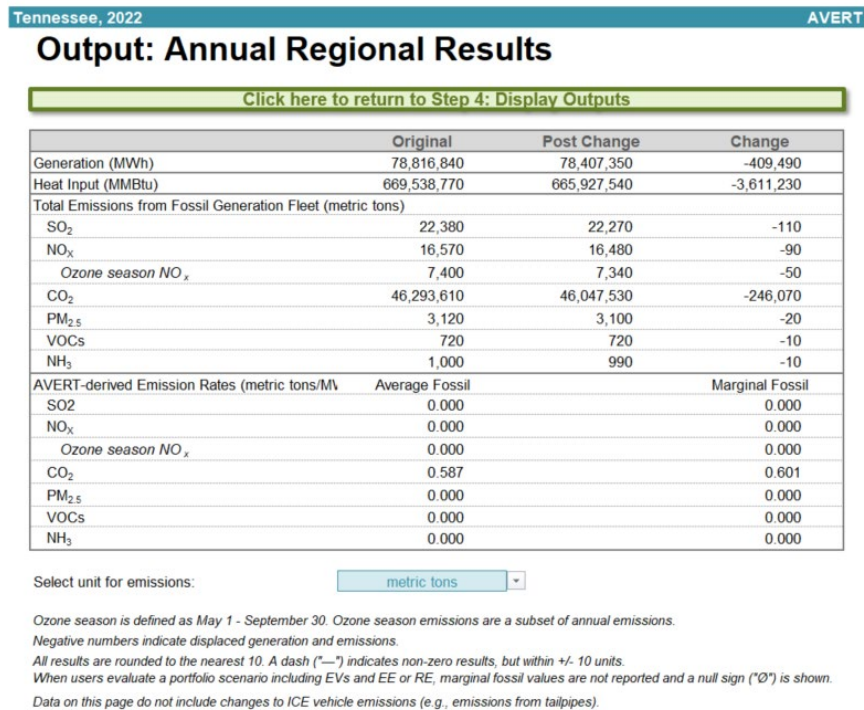 Tennessee, 2022 AVERT
Output: Annual Regional Results
Click here to return to Step 4: Display Outputs
Original Post Change Change
Generation (MWh) 78,816,840 78,407,350 -409,490
Heat Input (MMBtu) 669,538,770 665,927,540 -3,611,230
Total Emissions from Fossil Generation Fleet (metric tons)
SO₂ 22,380 22,270 -110
NOₓ 16,570 16,480 -90
Ozone season NOₓ 7,400 7,340 -50
CO₂ 46,293,610 46,047,530 -246,070
PM₂.₅ 3,120 3,100 -20
VOCs 720 720 -10
NH₃ 1,000 990 -10
AVERT-derived Emission Rates (metric tons/M Average Fossil Marginal Fossil
SO2 0.000 0.000
NOₓ 0.000 0.000
Ozone season NOₓ 0.000 0.000
CO₂ 0.587 0.601
PM₂.₅ 0.000 0.000
VOCs 0.000 0.000
NH₃ 0.000 0.000
Select unit for emissions: metric tons
Ozone season is defined as May 1 - September 30. Ozone season emissions are a subset of annual emissions.
Negative numbers indicate displaced generation and emissions.
All results are rounded to the nearest 10. A dash ("—") indicates non-zero results, but within +/- 10 units.
When users evaluate a portfolio scenario including EVs and EE or RE, marginal fossil values are not reported and a null sign ("Ø") is shown.
Data on this page do not include changes to ICE vehicle emissions (e.g., emissions from tailpipes).